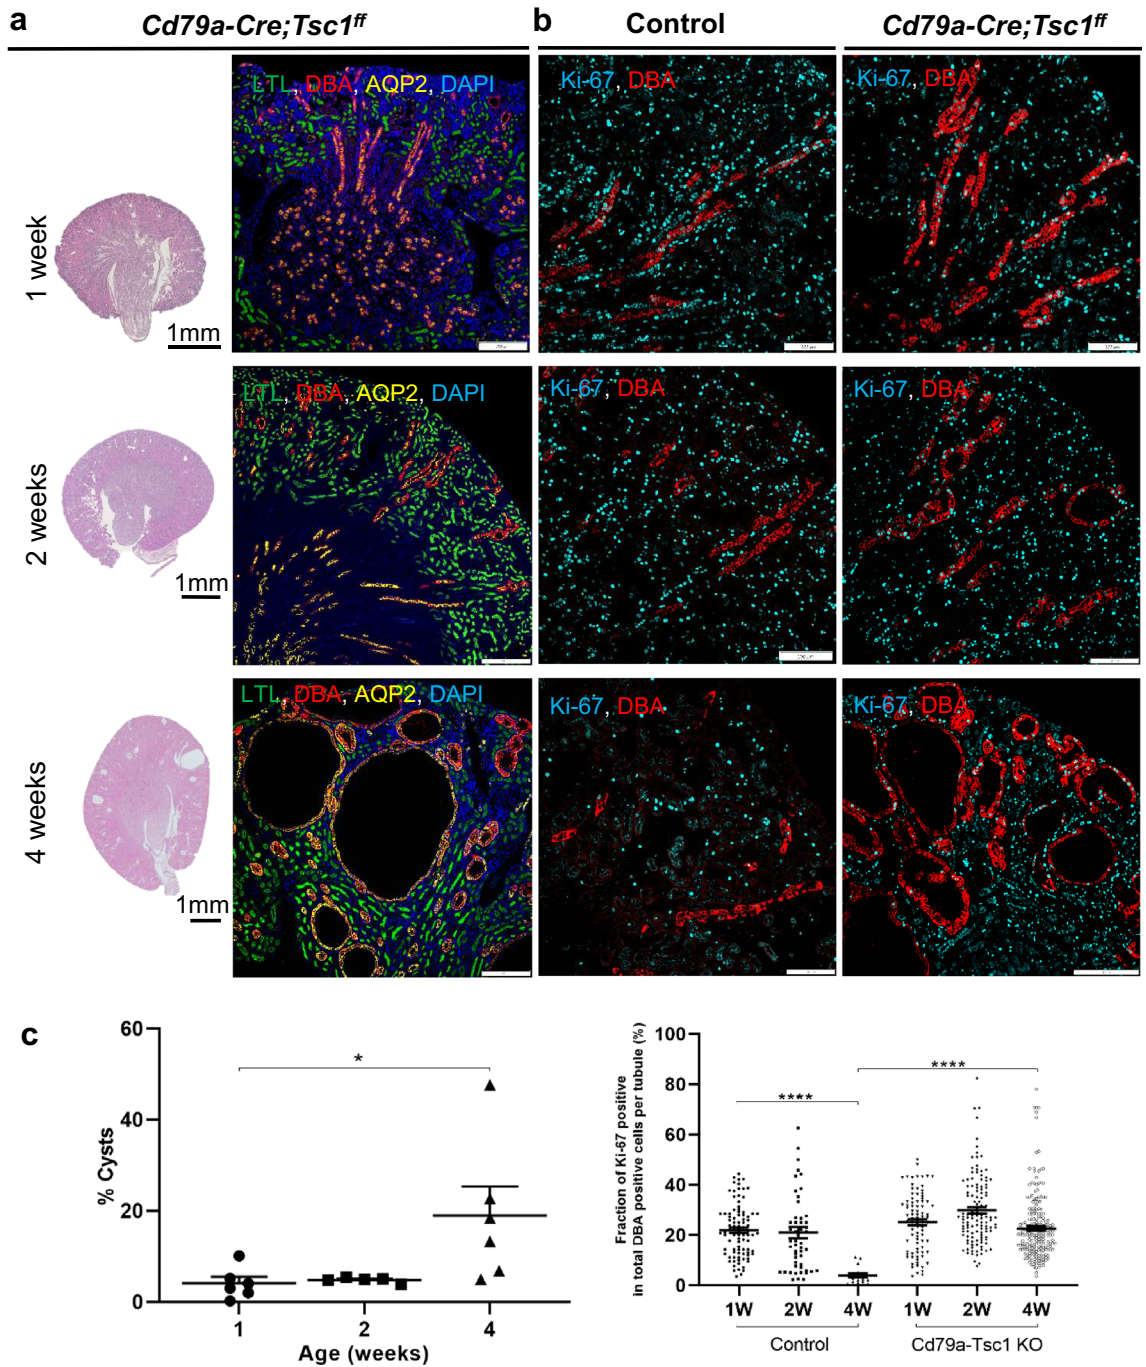 a
Cd79a-Cre;Tsc1ff
b
Control
Cd79a-Cre;Tsc1ff
1 week
1mm
LTL, DBA, AQP2, DAPI
Ki-67, DBA
Ki-67, DBA
2 weeks
1mm
LTL, DBA, AQP2, DAPI
Ki-67, DBA
Ki-67, DBA
4 weeks
1mm
LTL, DBA, AQP2, DAPI
Ki-67, DBA
Ki-67, DBA
c
% Cysts
60
40
20
0
*
1 2 4
Age (weeks)
Fraction of Ki-67 positive
in total DBA positive cells per tubule (%)
100
80
60
40
20
0
****
****
1W 2W 4W 1W 2W 4W
Control Cd79a-Tsc1 KO